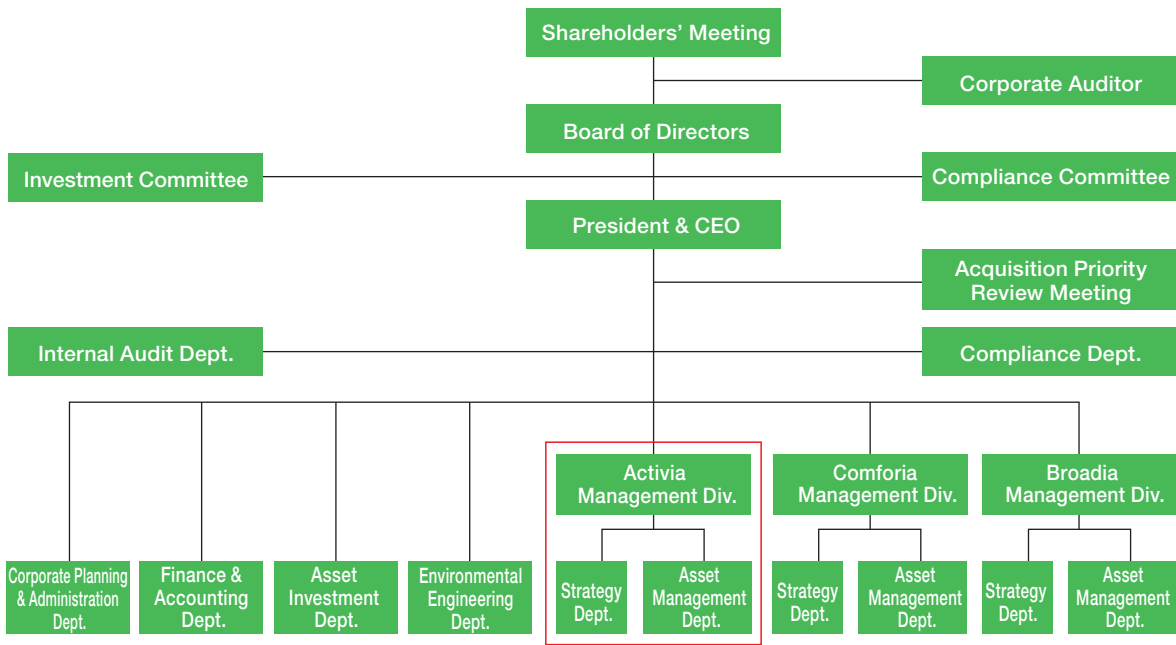 Shareholders’ Meeting
Corporate Auditor
Board of Directors
Investment Committee
Compliance Committee
President & CEO
Acquisition Priority
Review Meeting
Internal Audit Dept.
Compliance Dept.
Activia
Management Div.
Comforia
Management Div.
Broadia
Management Div.
Corporate Planning
& Administration
Dept.
Finance &
Accounting
Dept.
Asset
Investment
Dept.
Environmental
Engineering
Dept.
Strategy
Dept.
Asset
Management
Dept.
Strategy
Dept.
Asset
Management
Dept.
Strategy
Dept.
Asset
Management
Dept.